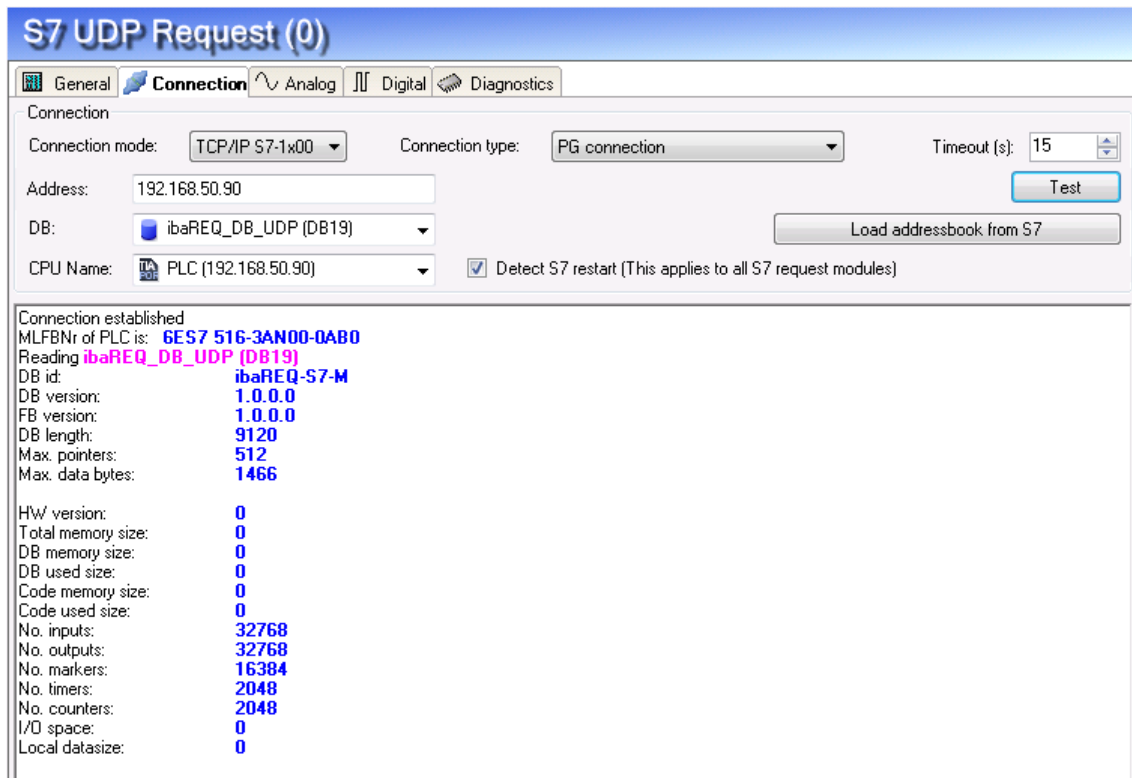 S7 UDP Request (0)
General Connection Analog Digital Diagnostics
Connection
Connection mode: TCP/IP S7-1x00 Connection type: PG connection Timeout (s): 15
Address: 192.168.50.90 Test
DB: ibaREQ_DB_UDP (DB19) Load addressbook from S7
CPU Name: PLC (192.168.50.90) Detect S7 restart (This applies to all S7 request modules)
Connection established
MLFBNr of PLC is: 6ES7 516-3AN00-0AB0
Reading ibaREQ_DB_UDP (DB19)
DB id: ibaREQ-S7-M
DB version: 1.0.0.0
FB version: 1.0.0.0
DB length: 9120
Max. pointers: 512
Max. data bytes: 1466
HW version: 0
Total memory size: 0
DB memory size: 0
DB used size: 0
Code memory size: 0
Code used size: 0
No. inputs: 32768
No. outputs: 32768
No. markers: 16384
No. timers: 2048
No. counters: 2048
I/O space: 0
Local datasize: 0